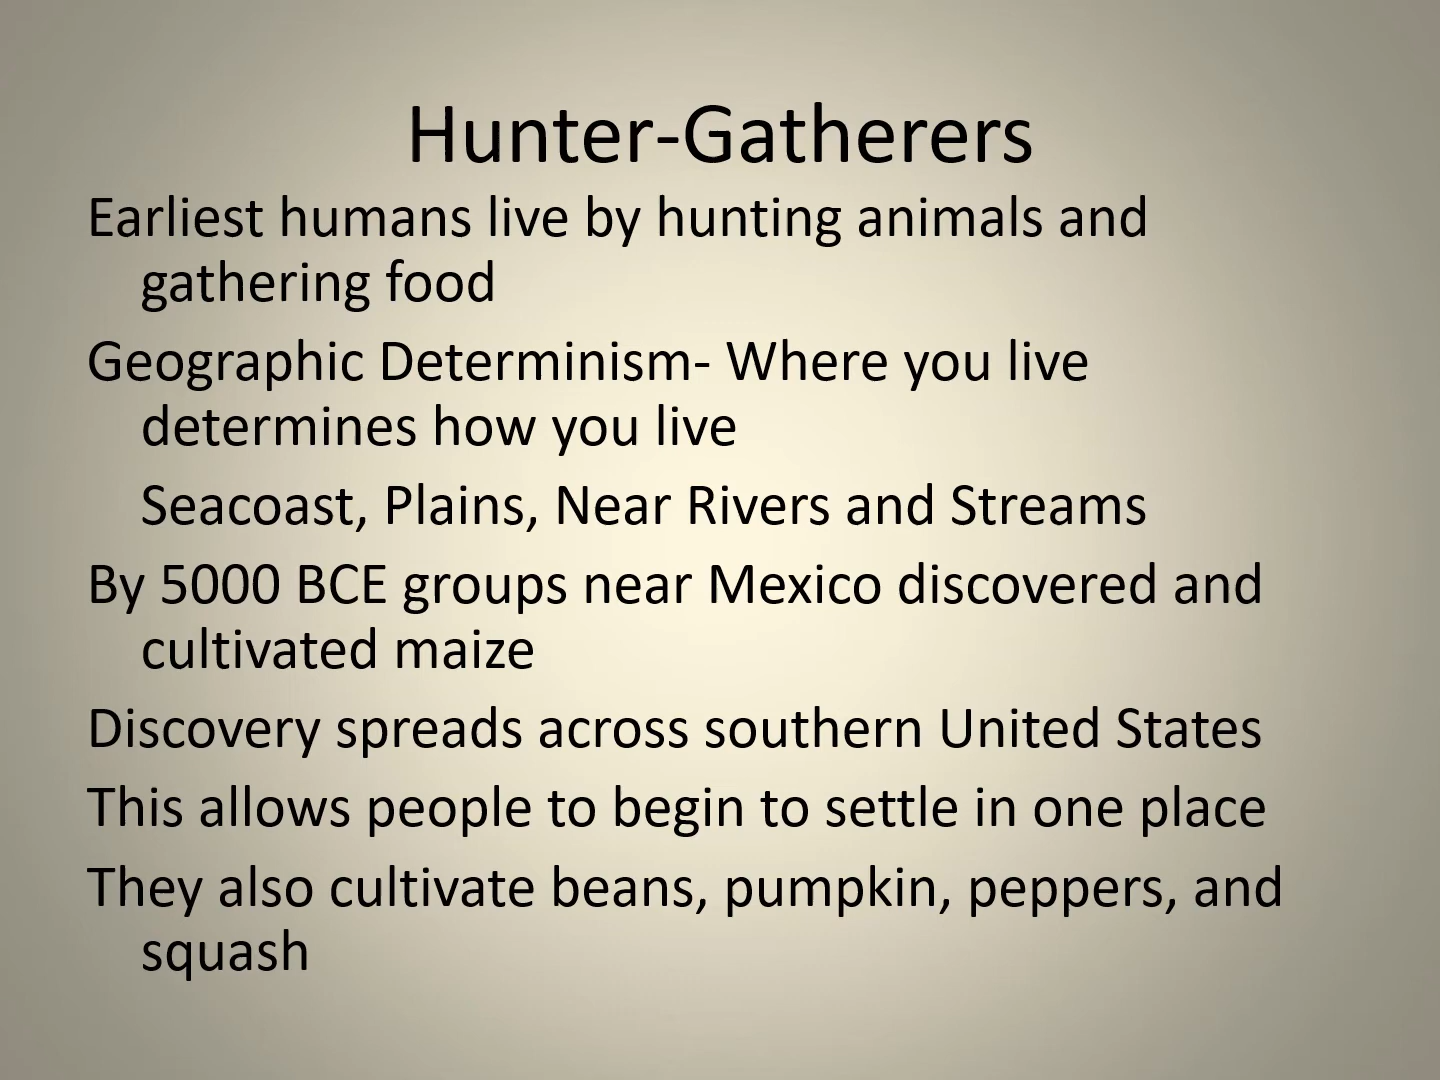 Hunter-Gatherers
Earliest humans live by hunting animals and
gathering food
Geographic Determinism- Where you live
determines how you live
Seacoast, Plains, Near Rivers and Streams
By 5000 BCE groups near Mexico discovered and
cultivated maize
Discovery spreads across southern United States
This allows people to begin to settle in one place
They also cultivate beans, pumpkin, peppers, and
squash